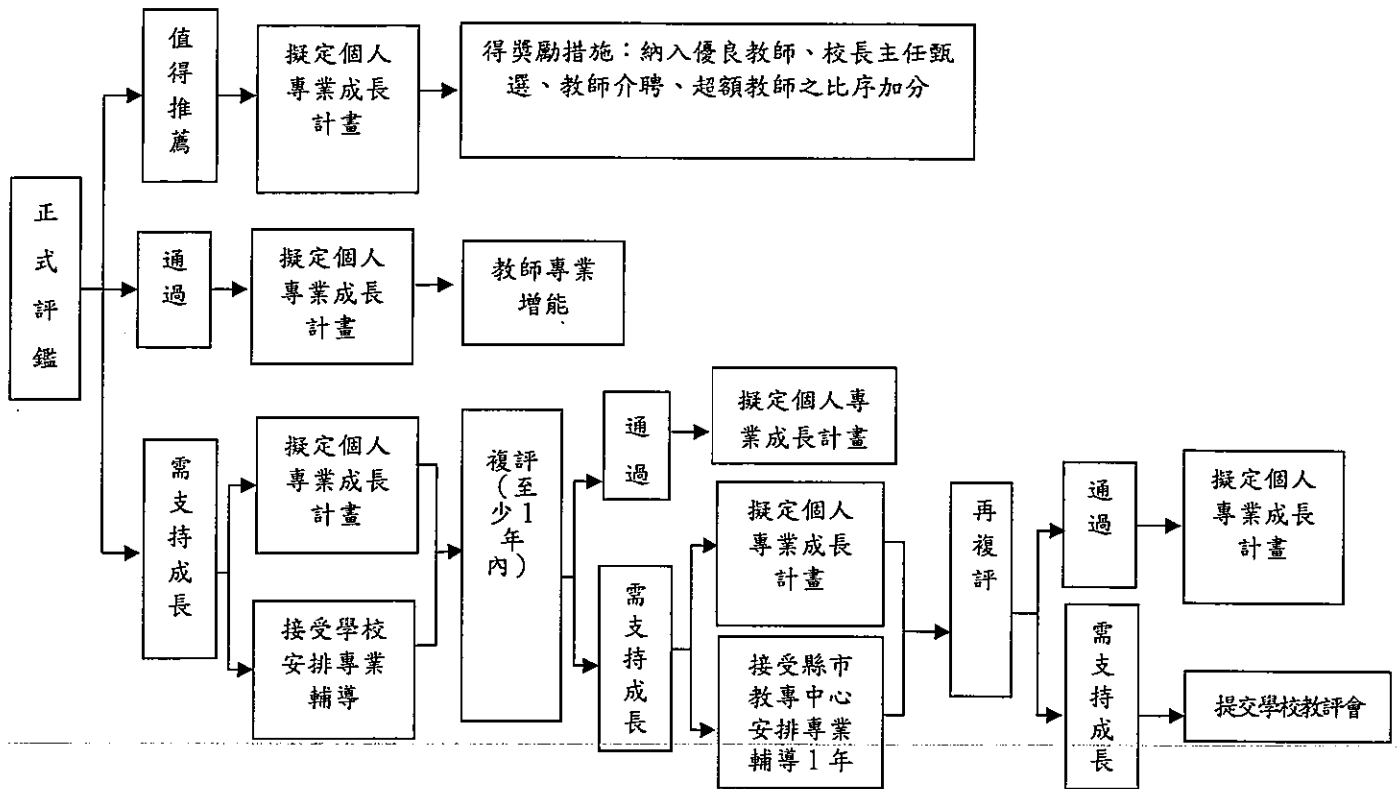 正式評鑑
值得推薦
擬定個人
專業成長
計畫
得獎勵措施：納入優良教師、校長主任甄
選、教師介聘、超額教師之比序加分
通過
擬定個人
專業成長
計畫
教師專業
增能
需支持成長
擬定個人
專業成長
計畫
接受學校
安排專業
輔導
複評
（至少1年內）
通過
擬定個人專
業成長計畫
需支持成長
擬定個人
專業成長
計畫
接受縣市
教專中心
安排專業
輔導1年
再複評
通過
擬定個人
專業成長
計畫
需支持成長
提交學校教評會